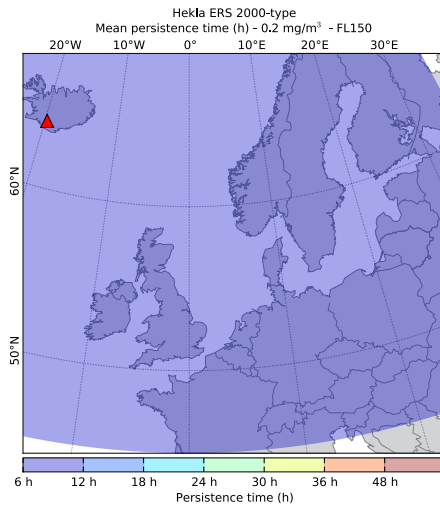 Hekla ERS 2000-type
Mean persistence time (h) - 0.2 mg/m³ - FL150
20°W 10°W 0° 10°E 20°E 30°E
60°N
50°N
6 h 12 h 18 h 24 h 30 h 36 h 48 h
Persistence time (h)